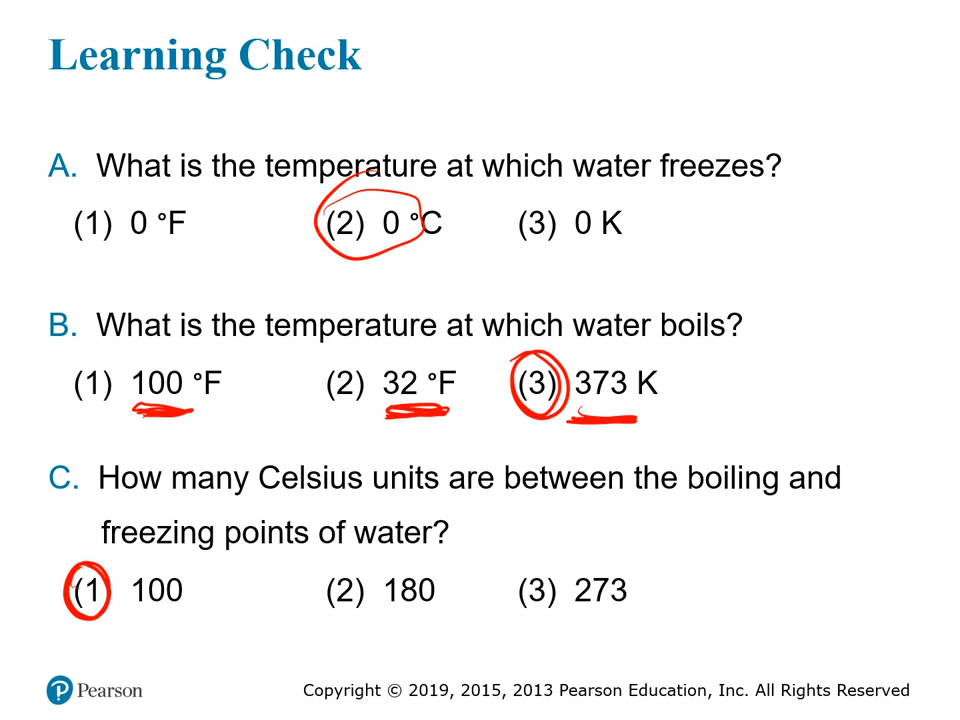 Learning Check
A. What is the temperature at which water freezes?
(1) 0 °F (2) 0 °C (3) 0 K
B. What is the temperature at which water boils?
(1) 100 °F (2) 32 °F (3) 373 K
C. How many Celsius units are between the boiling and
freezing points of water?
(1) 100 (2) 180 (3) 273
Pearson
Copyright © 2019, 2015, 2013 Pearson Education, Inc. All Rights Reserved